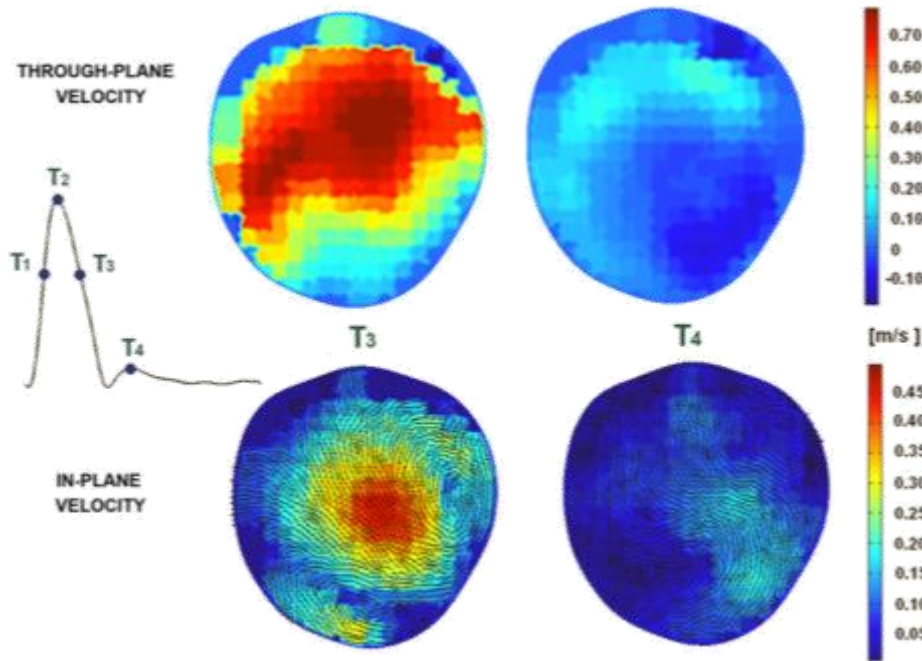 THROUGH-PLANE
VELOCITY
T2
T1
T3
T4
0.70
0.60
0.50
0.40
0.30
0.20
0.10
0
-0.10
T3
T4
[m/s ]
IN-PLANE
VELOCITY
0.45
0.40
0.35
0.30
0.25
0.20
0.15
0.10
0.05